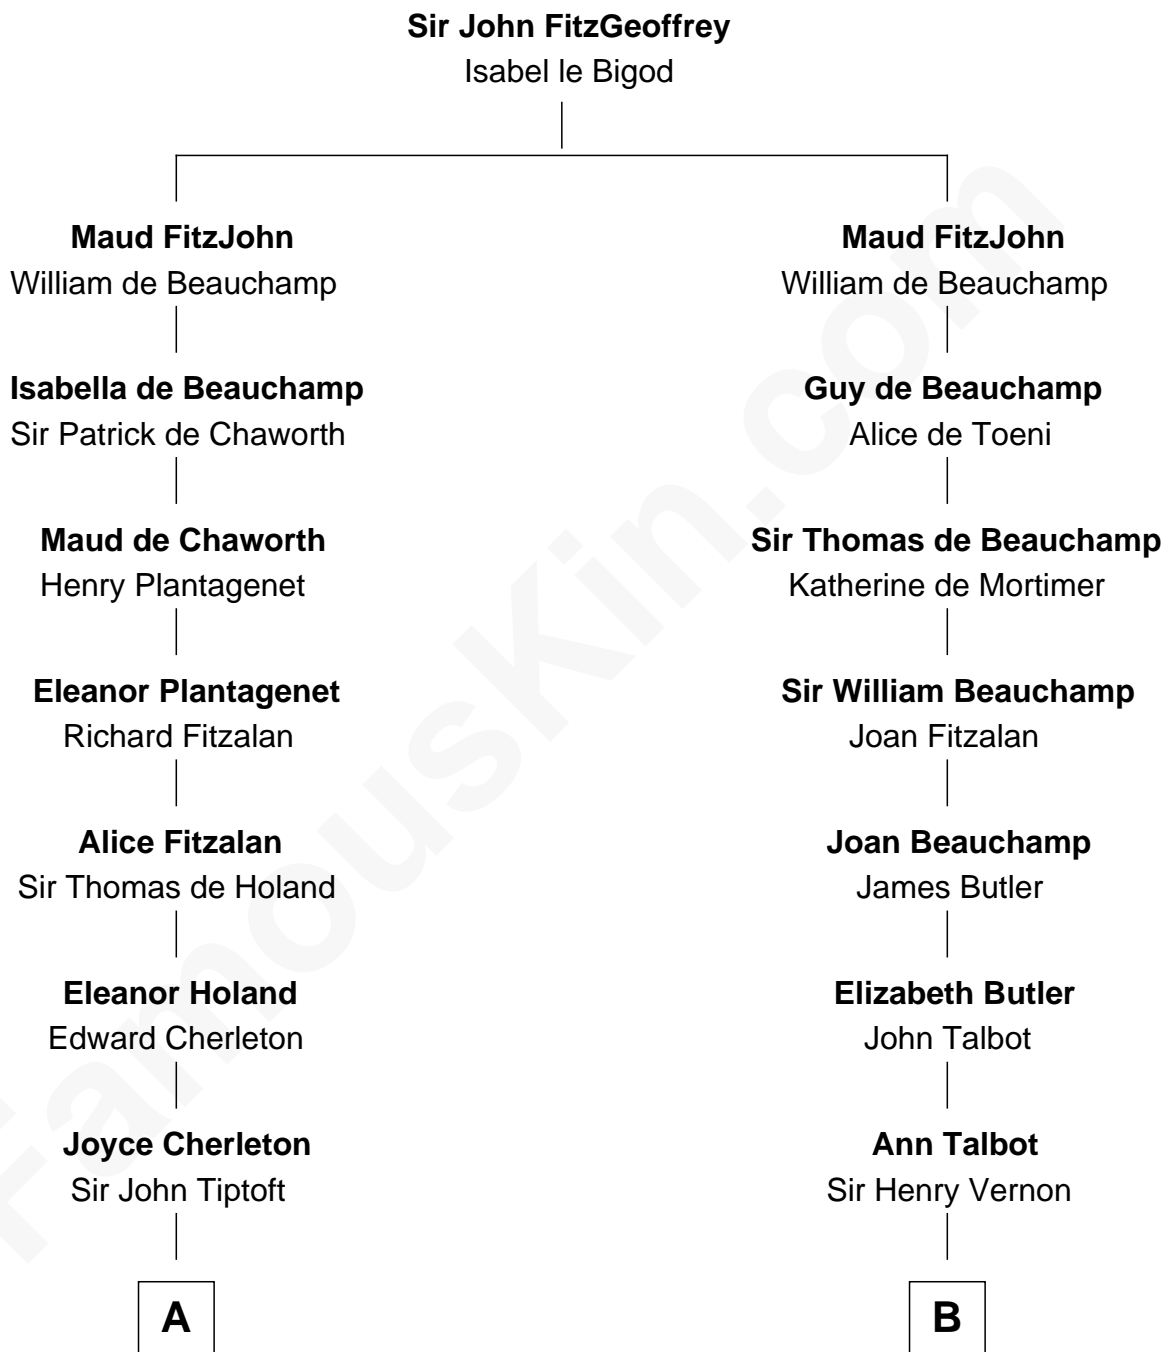 Sir John FitzGeoffrey
Isabel le Bigod
Maud FitzJohn
William de Beauchamp
Isabella de Beauchamp
Sir Patrick de Chaworth
Maud de Chaworth
Henry Plantagenet
Eleanor Plantagenet
Richard Fitzalan
Alice Fitzalan
Sir Thomas de Holand
Eleanor Holand
Edward Cherleton
Joyce Cherleton
Sir John Tiptoft
A
Maud FitzJohn
William de Beauchamp
Guy de Beauchamp
Alice de Toeni
Sir Thomas de Beauchamp
Katherine de Mortimer
Sir William Beauchamp
Joan Fitzalan
Joan Beauchamp
James Butler
Elizabeth Butler
John Talbot
Ann Talbot
Sir Henry Vernon
B
FamousKin.com